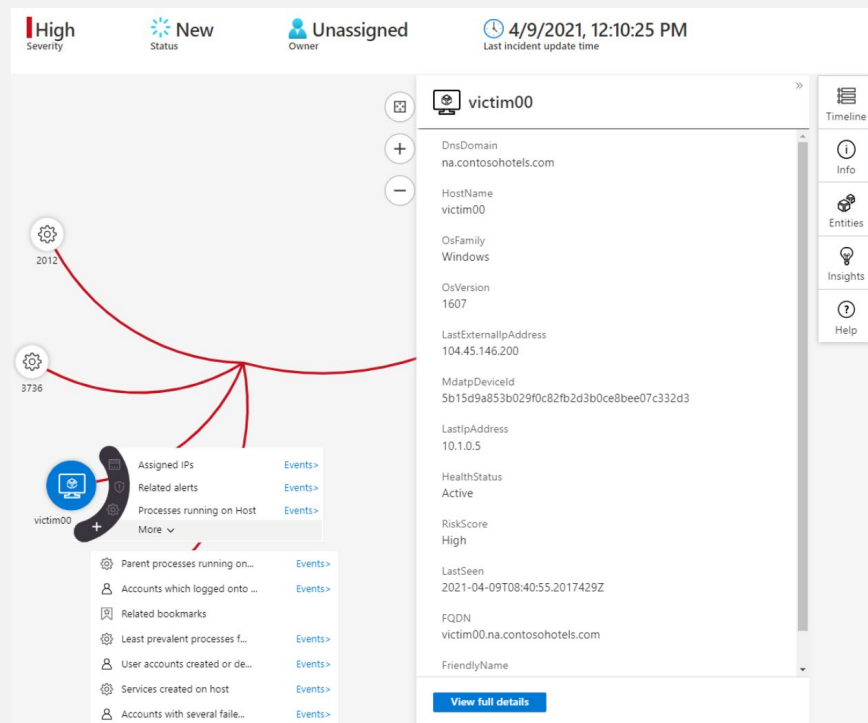 High
Severity
New
Status
Unassigned
Owner
4/9/2021, 12:10:25 PM
Last incident update time
2012
3736
victim00
Assigned IPs Events>
Related alerts Events>
Processes running on Host Events>
More
Parent processes running on... Events>
Accounts which logged onto ... Events>
Related bookmarks
Least prevalent processes f... Events>
User accounts created or de... Events>
Services created on host Events>
Accounts with several faile... Events>
victim00
DnsDomain
na.contosohotels.com
HostName
victim00
OsFamily
Windows
OsVersion
1607
LastExternalIpAddress
104.45.146.200
MdatpDeviceId
5b15d9a853b029f0c82fb2d3b0ce8bee07c332d3
LastIpAddress
10.1.0.5
HealthStatus
Active
RiskScore
High
LastSeen
2021-04-09T08:40:55.2017429Z
FQDN
victim00.na.contosohotels.com
FriendlyName
View full details
Timeline
Info
Entities
Insights
Help